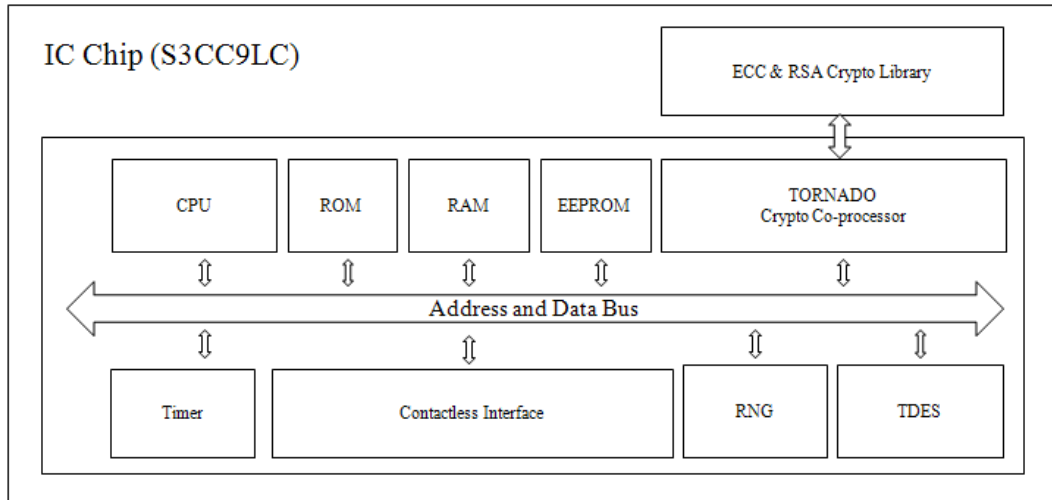 IC Chip (S3CC9LC)
ECC & RSA Crypto Library
CPU
ROM
RAM
EEPROM
TORNADO
Crypto Co-processor
Address and Data Bus
Timer
Contactless Interface
RNG
TDES